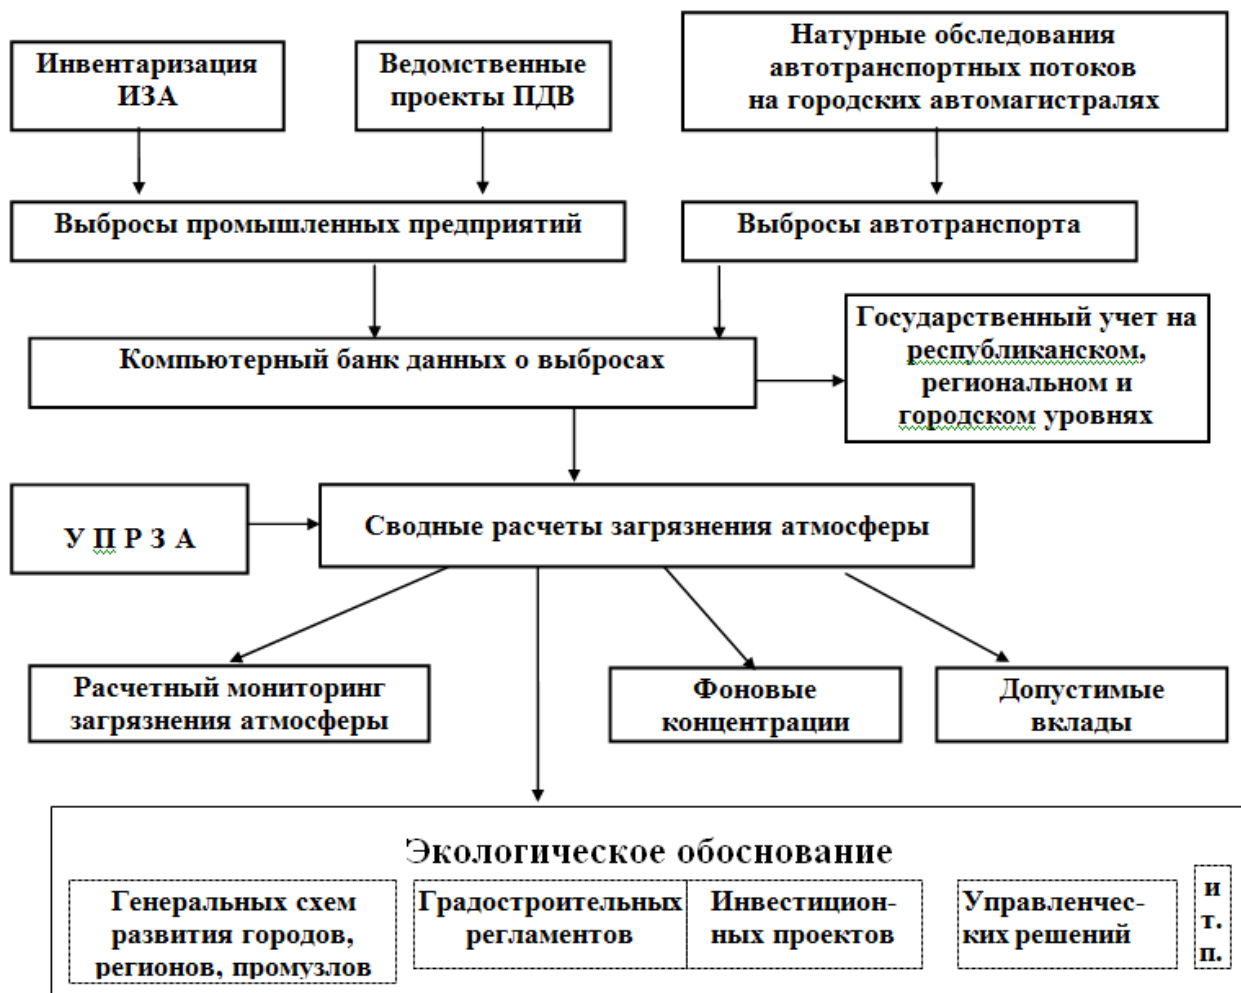 Инвентаризация
ИЗА
Ведомственные
проекты ПДВ
Натурные обследования
автотранспортных потоков
на городских автомагистралях
Выбросы промышленных предприятий
Выбросы автотранспорта
Компьютерный банк данных о выбросах
Государственный учет на
республиканском,
региональном и
городском уровнях
У П Р З А
Сводные расчеты загрязнения атмосферы
Расчетный мониторинг
загрязнения атмосферы
Фоновые
концентрации
Допустимые
вклады
Экологическое обоснование
Генеральных схем
развития городов,
регионов, промузлов
Градостроительных
регламентов
Инвестицион-
ных проектов
Управленчес-
ких решений
и
т.
п.